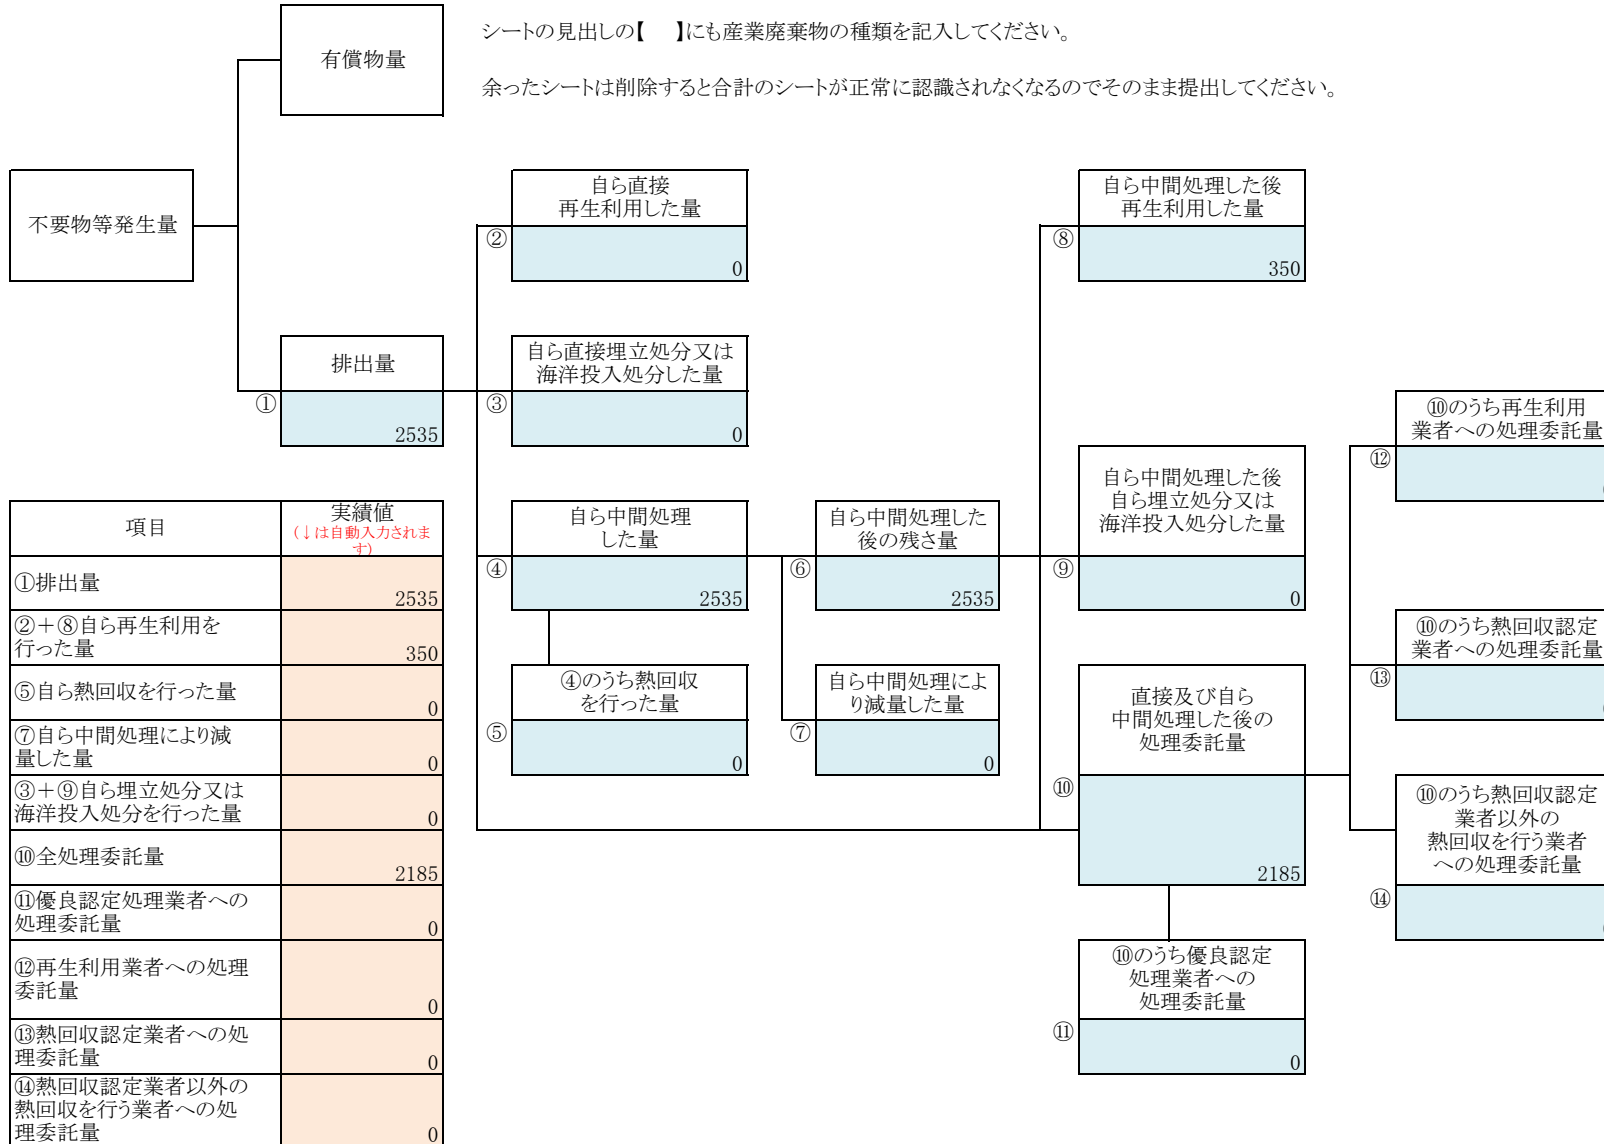 シートの見出しの【　】にも産業廃棄物の種類を記入してください。
余ったシートは削除すると合計のシートが正常に認識されなくなるのでそのまま提出してください。
有償物量
不要物等発生量
自ら直接
再生利用した量
②
0
自ら中間処理した後
再生利用した量
⑧
350
排出量
①
2535
自ら直接埋立処分又は
海洋投入処分した量
③
0
⑩のうち再生利用
業者への処理委託量
⑫
自ら中間処理
した量
④
2535
自ら中間処理した
後の残さ量
⑥
2535
自ら中間処理した後
自ら埋立処分又は
海洋投入処分した量
⑨
0
⑩のうち熱回収認定
業者への処理委託量
⑬
④のうち熱回収
を行った量
⑤
0
自ら中間処理によ
り減量した量
⑦
0
直接及び自ら
中間処理した後の
処理委託量
⑩
2185
⑩のうち熱回収認定
業者以外の
熱回収を行う業者
への処理委託量
⑭
⑩のうち優良認定
処理業者への
処理委託量
⑪
0
項目
実績値
(↓は自動入力されま
す)
①排出量
2535
②＋⑧自ら再生利用を
行った量
350
⑤自ら熱回収を行った量
0
⑦自ら中間処理により減
量した量
0
③＋⑨自ら埋立処分又は
海洋投入処分を行った量
0
⑩全処理委託量
2185
⑪優良認定処理業者への
処理委託量
0
⑫再生利用業者への処理
委託量
0
⑬熱回収認定業者への処
理委託量
0
⑭熱回収認定業者以外の
熱回収を行う業者への処
理委託量
0